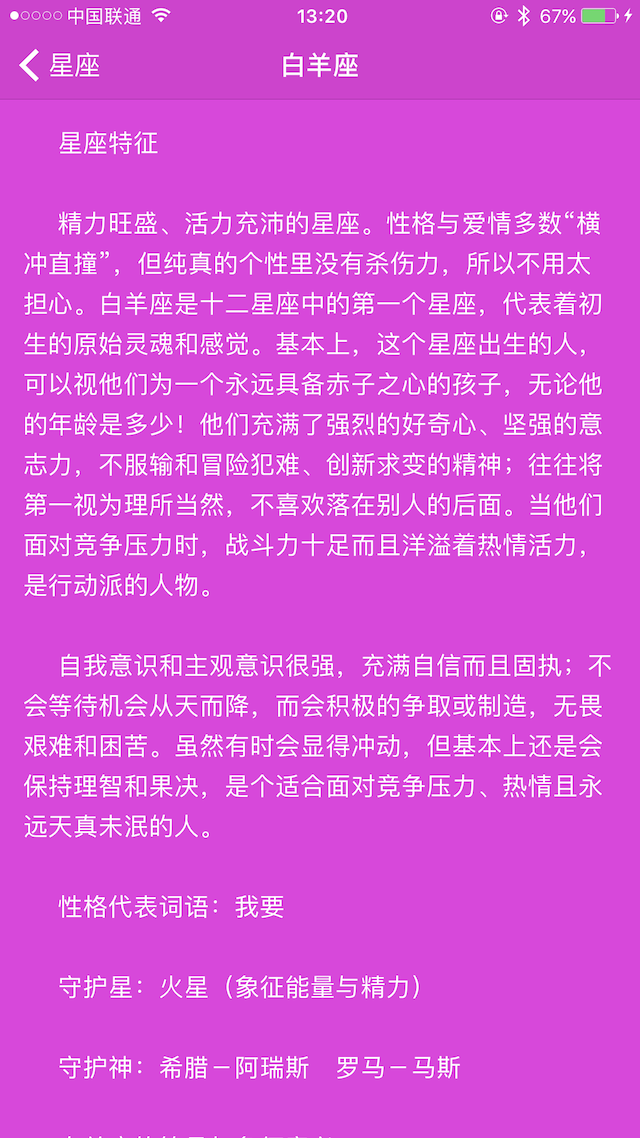 中国联通 13:20 67%
星座 白羊座
星座特征
精力旺盛、活力充沛的星座。性格与爱情多数“横
冲直撞”，但纯真的个性里没有杀伤力，所以不用太
担心。白羊座是十二星座中的第一个星座，代表着初
生的原始灵魂和感觉。基本上，这个星座出生的人，
可以视他们为一个永远具备赤子之心的孩子，无论他
的年龄是多少！他们充满了强烈的好奇心、坚强的意
志力，不服输和冒险犯难、创新求变的精神；往往将
第一视为理所当然，不喜欢落在别人的后面。当他们
面对竞争压力时，战斗力十足而且洋溢着热情活力，
是行动派的人物。
自我意识和主观意识很强，充满自信而且固执；不
会等待机会从天而降，而会积极的争取或制造，无畏
艰难和困苦。虽然有时会显得冲动，但基本上还是会
保持理智和果决，是个适合面对竞争压力、热情且永
远天真未泯的人。
性格代表词语：我要
守护星：火星（象征能量与精力）
守护神：希腊－阿瑞斯　罗马－马斯